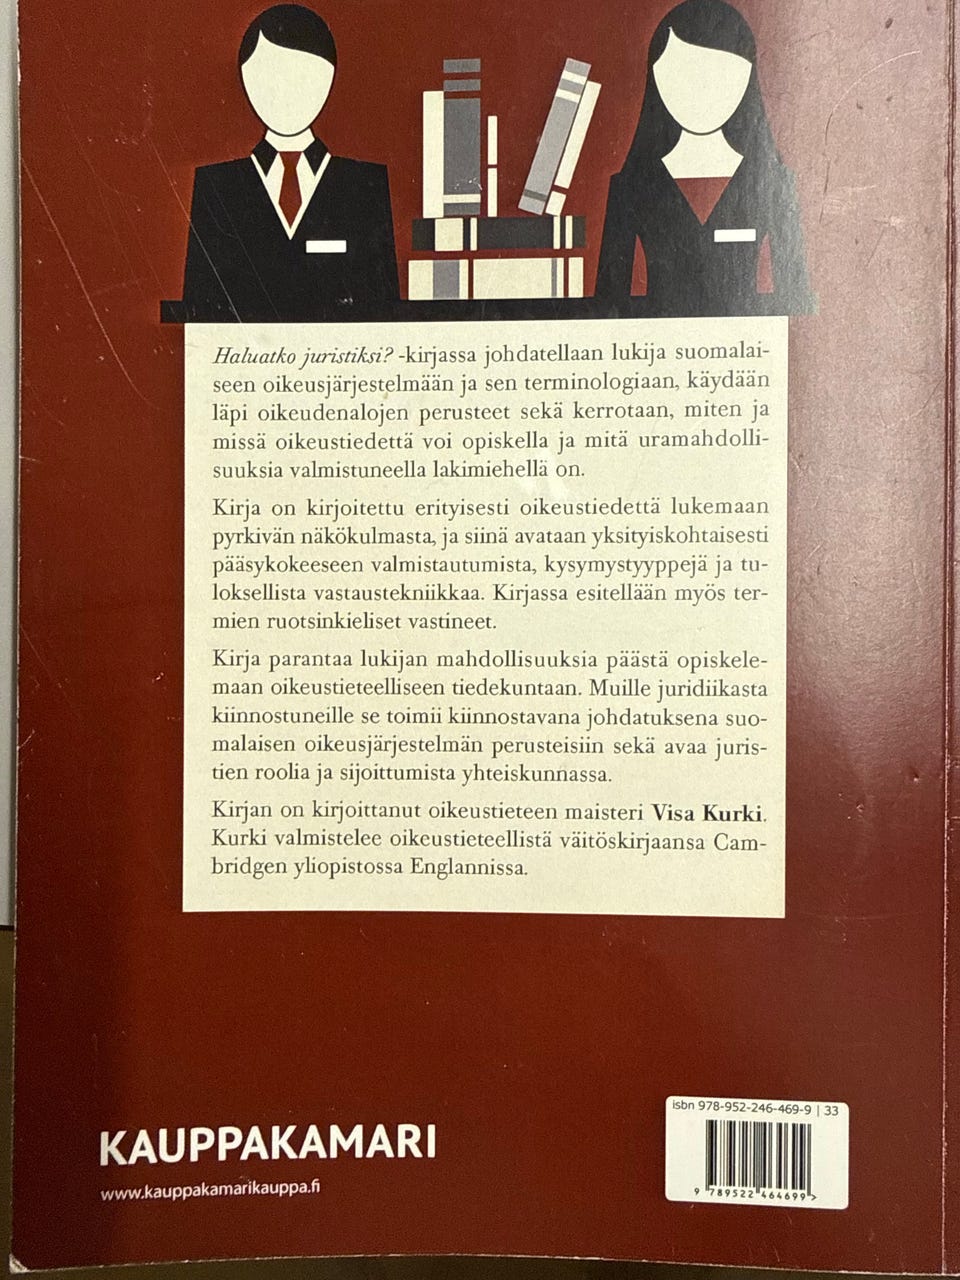 Haluatko juristiksi? -kirjassa johdatellaan lukija suomalai-
seen oikeusjärjestelmään ja sen terminologiaan, käydään
läpi oikeudenalojen perusteet sekä kerrotaan, miten ja
missä oikeustiedettä voi opiskella ja mitä uramahdolli-
suuksia valmistuneella lakimiehellä on.
Kirja on kirjoitettu erityisesti oikeustiedettä lukemaan
pyrkivän näkökulmasta, ja siinä avataan yksityiskohtaisesti
pääsykokeeseen valmistautumista, kysymystyyppejä ja tu-
loksellista vastaustekniikkaa. Kirjassa esitellään myös ter-
mien ruotsinkieliset vastineet.
Kirja parantaa lukijan mahdollisuuksia päästä opiskele-
maan oikeustieteelliseen tiedekuntaan. Muille juridiikasta
kiinnostuneille se toimii kiinnostavana johdatuksena suo-
malaisen oikeusjärjestelmän perusteisiin sekä avaa juris-
tien roolia ja sijoittumista yhteiskunnassa.
Kirjan on kirjoittanut oikeustieteen maisteri Visa Kurki.
Kurki valmistelee oikeustieteellistä väitöskirjaansa Cam-
bridgen yliopistossa Englannissa.
KAUPPAKAMARI
www.kauppakamarikauppa.fi
isbn 978-952-246-469-9 | 33
9 789522 464699 >